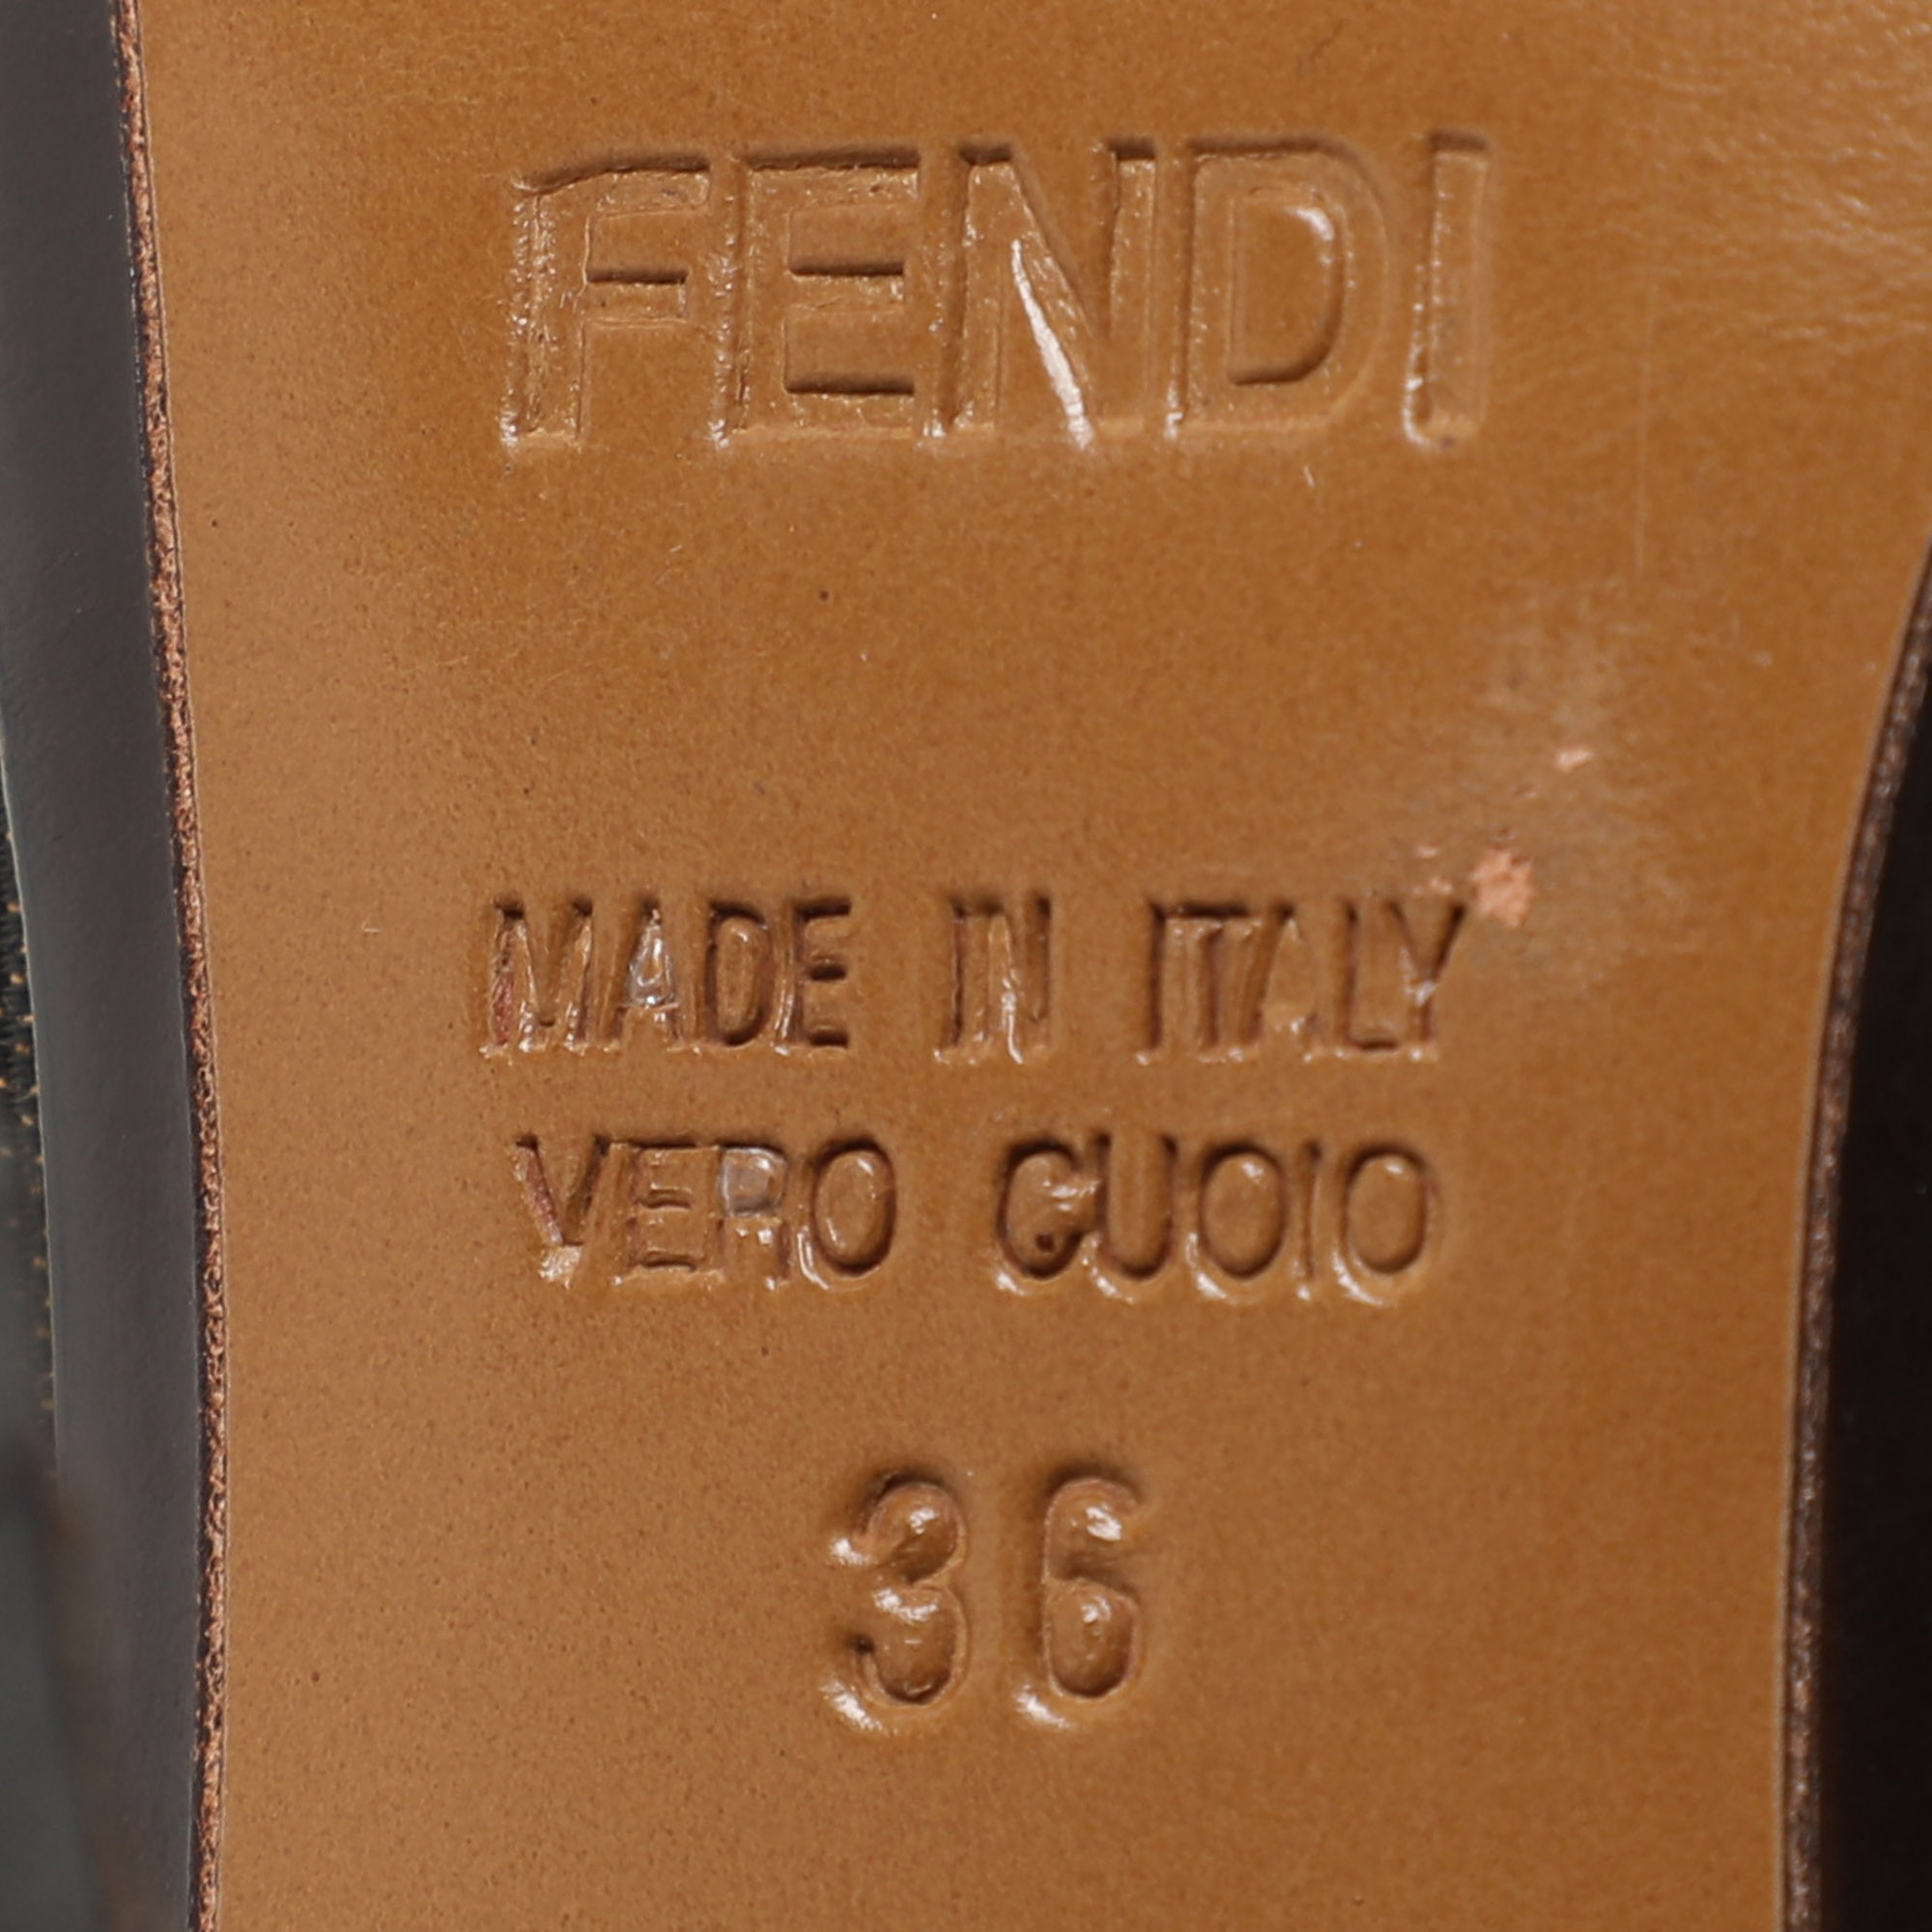 FENDI
MADE IN ITALY
VERO CUOIO
36